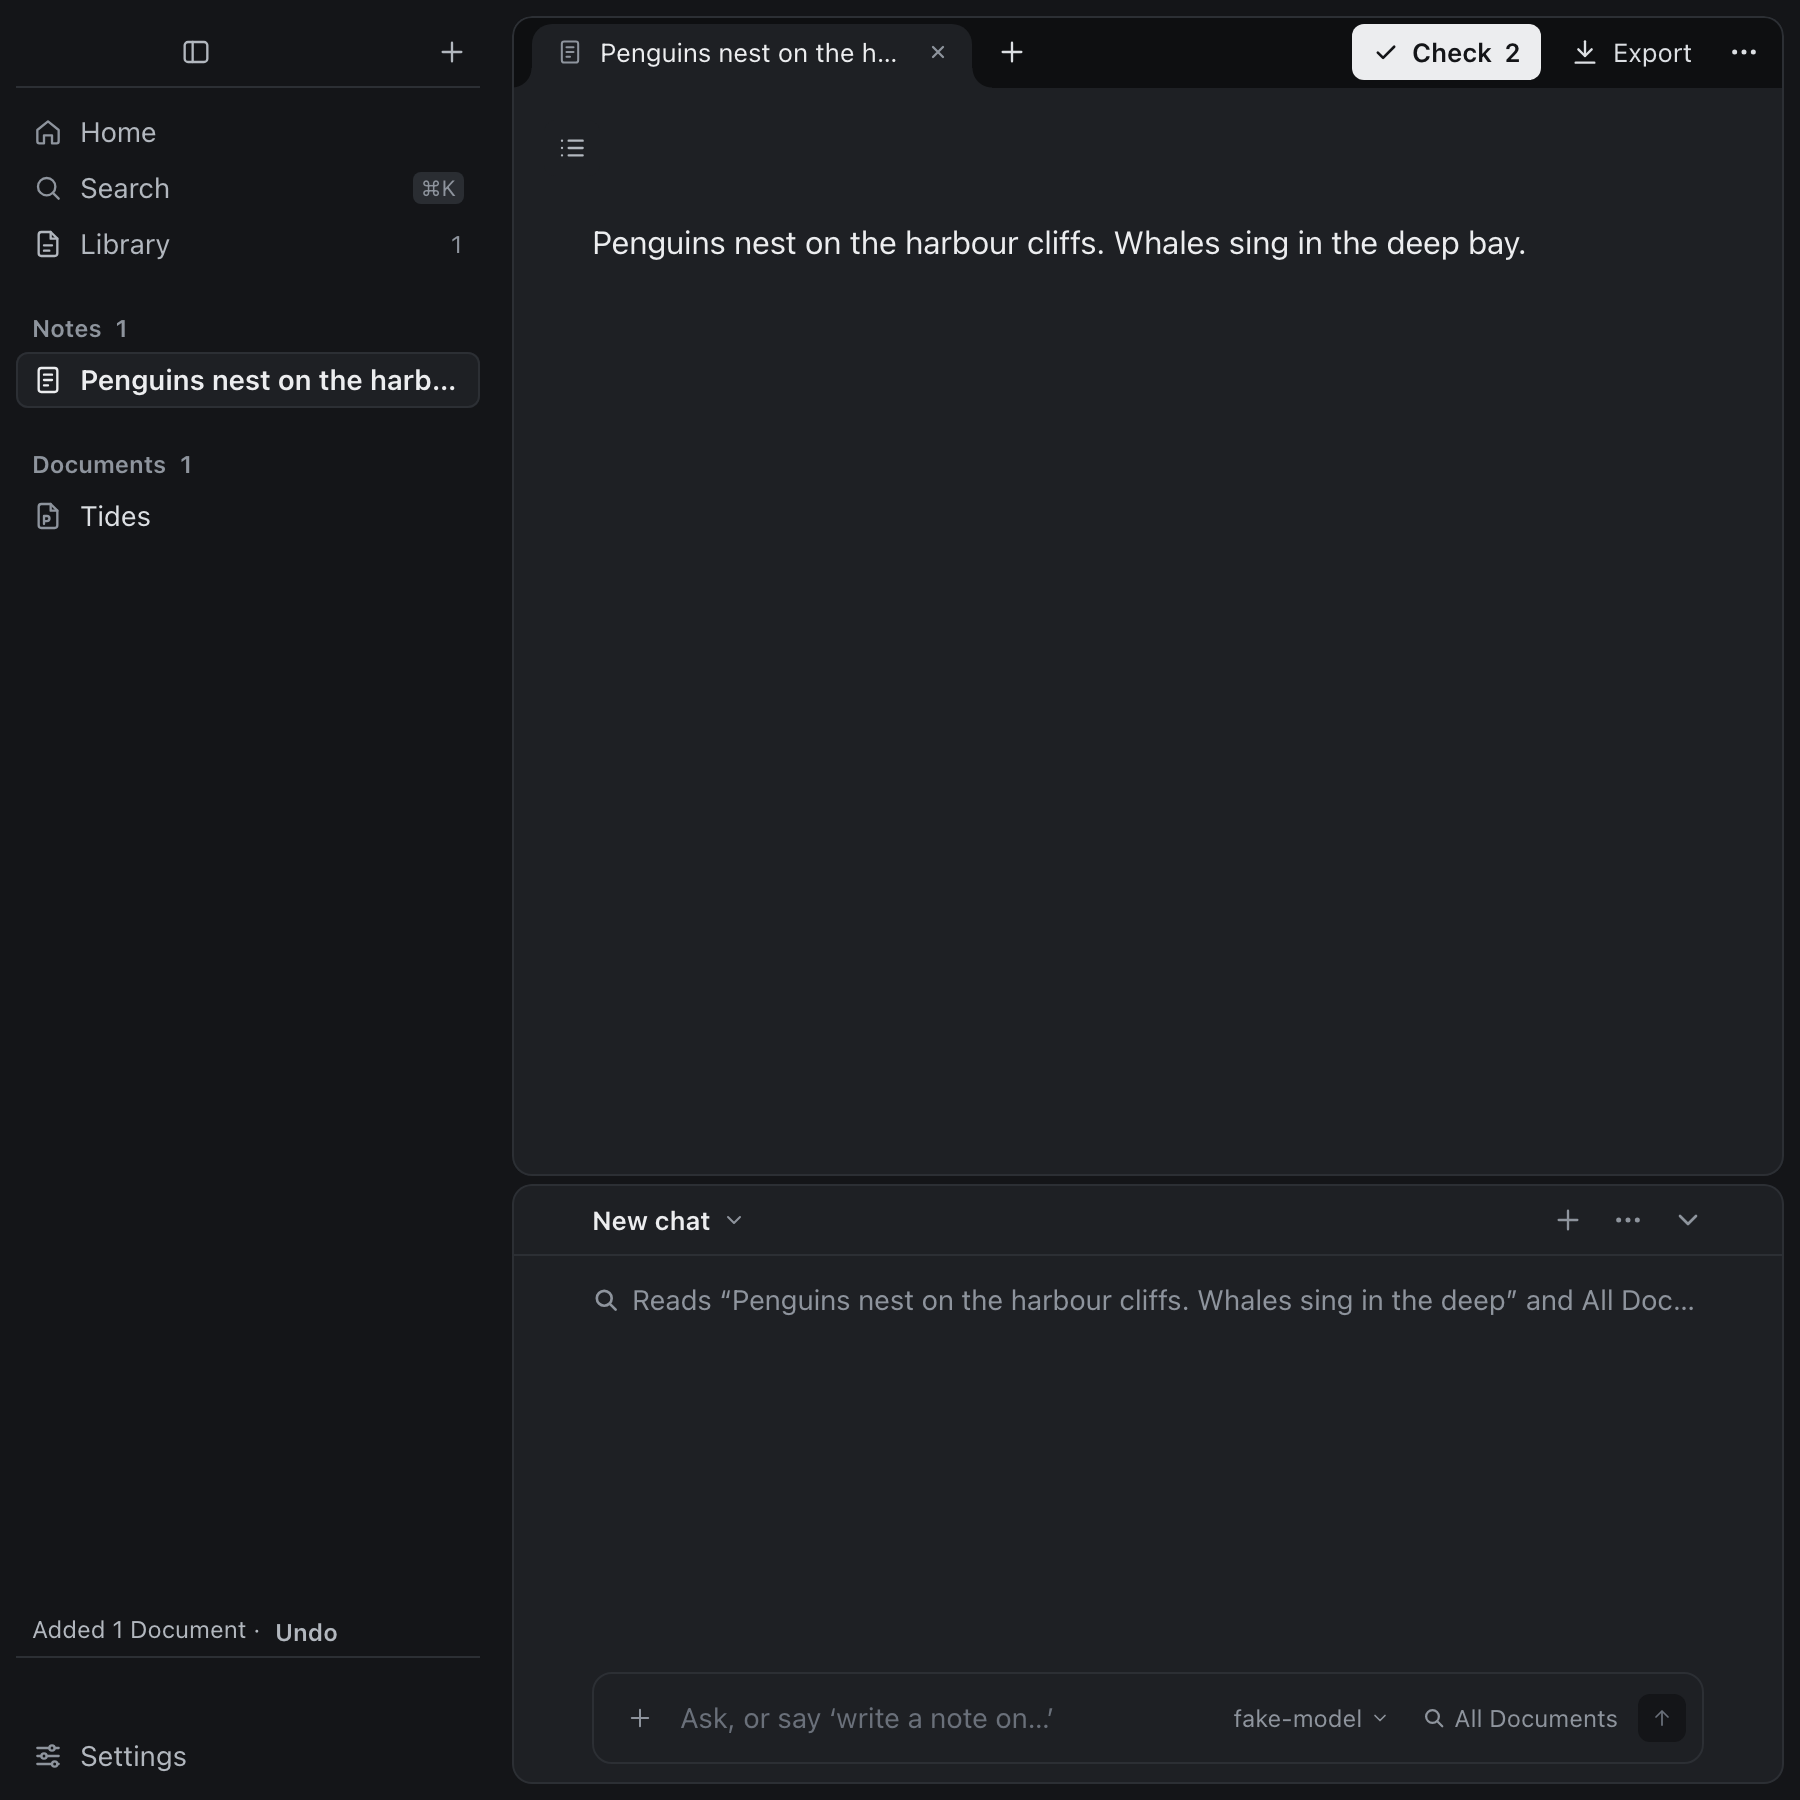 Home
Search ⌘K
Library 1
Notes 1
Penguins nest on the harb...
Documents 1
Tides
Added 1 Document · Undo
Settings
Penguins nest on the h...
Check 2
Export
Penguins nest on the harbour cliffs. Whales sing in the deep bay.
New chat
Reads “Penguins nest on the harbour cliffs. Whales sing in the deep” and All Doc...
Ask, or say ‘write a note on...’ fake-model All Documents